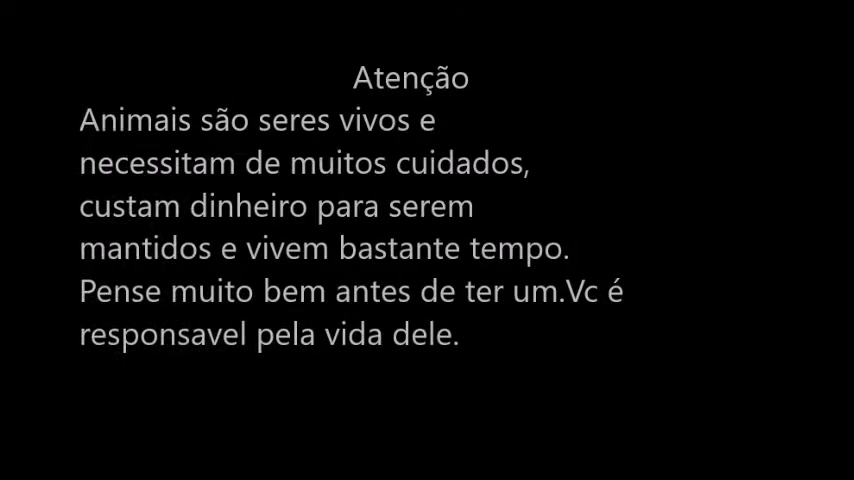 Atenção
Animais são seres vivos e
necessitam de muitos cuidados,
custam dinheiro para serem
mantidos e vivem bastante tempo.
Pense muito bem antes de ter um.Vc é
responsavel pela vida dele.